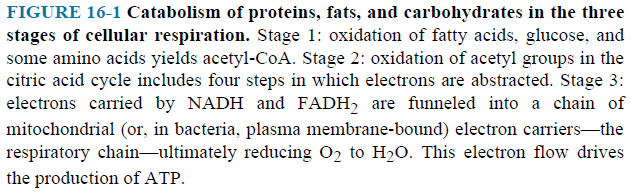 FIGURE 16-1 Catabolism of proteins, fats, and carbohydrates in the three
stages of cellular respiration. Stage 1: oxidation of fatty acids, glucose, and
some amino acids yields acetyl-CoA. Stage 2: oxidation of acetyl groups in the
citric acid cycle includes four steps in which electrons are abstracted. Stage 3:
electrons carried by NADH and FADH₂ are funneled into a chain of
mitochondrial (or, in bacteria, plasma membrane-bound) electron carriers—the
respiratory chain—ultimately reducing O₂ to H₂O. This electron flow drives
the production of ATP.